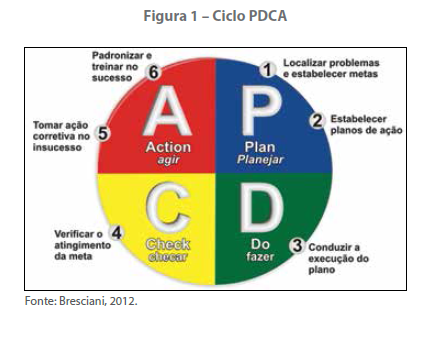 Figura 1 – Ciclo PDCA
Padronizar e
treinar no
sucesso
6
1
Localizar problemas
e estabelecer metas
A
Action
agir
P
Plan
Planejar
Tomar ação
corretiva no
insucesso
5
2
Estabelecer
planos de ação
C
Check
checar
D
Do
fazer
Verificar o
atingimento
da meta
4
3
Conduzir a
execução do
plano
Fonte: Bresciani, 2012.